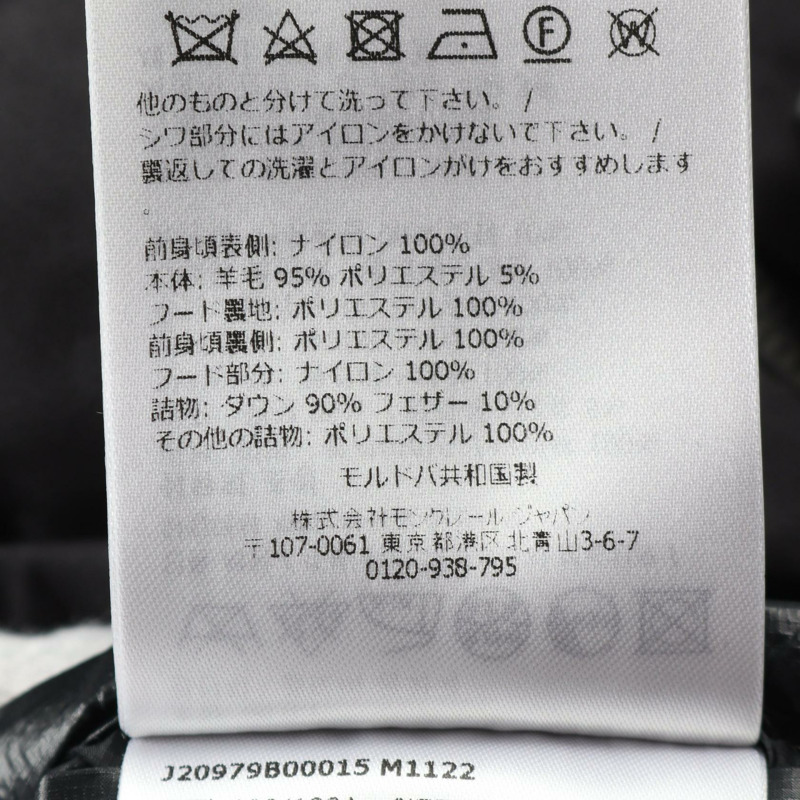 他のものと分けて洗って下さい。 /
シワ部分にはアイロンをかけないで下さい。 /
裏返しての洗濯とアイロンがけをおすすめします
。
前身頃表側: ナイロン 100%
本体: 羊毛 95% ポリエステル 5%
フード裏地: ポリエステル 100%
前身頃裏側: ポリエステル 100%
フード部分: ナイロン 100%
詰物: ダウン 90% フェザー 10%
その他の詰物: ポリエステル 100%
モルドバ共和国製
株式会社モンクレール ジャパン
〒107-0061 東京都港区北青山3-6-7
0120-938-795
J20979B00015 M1122